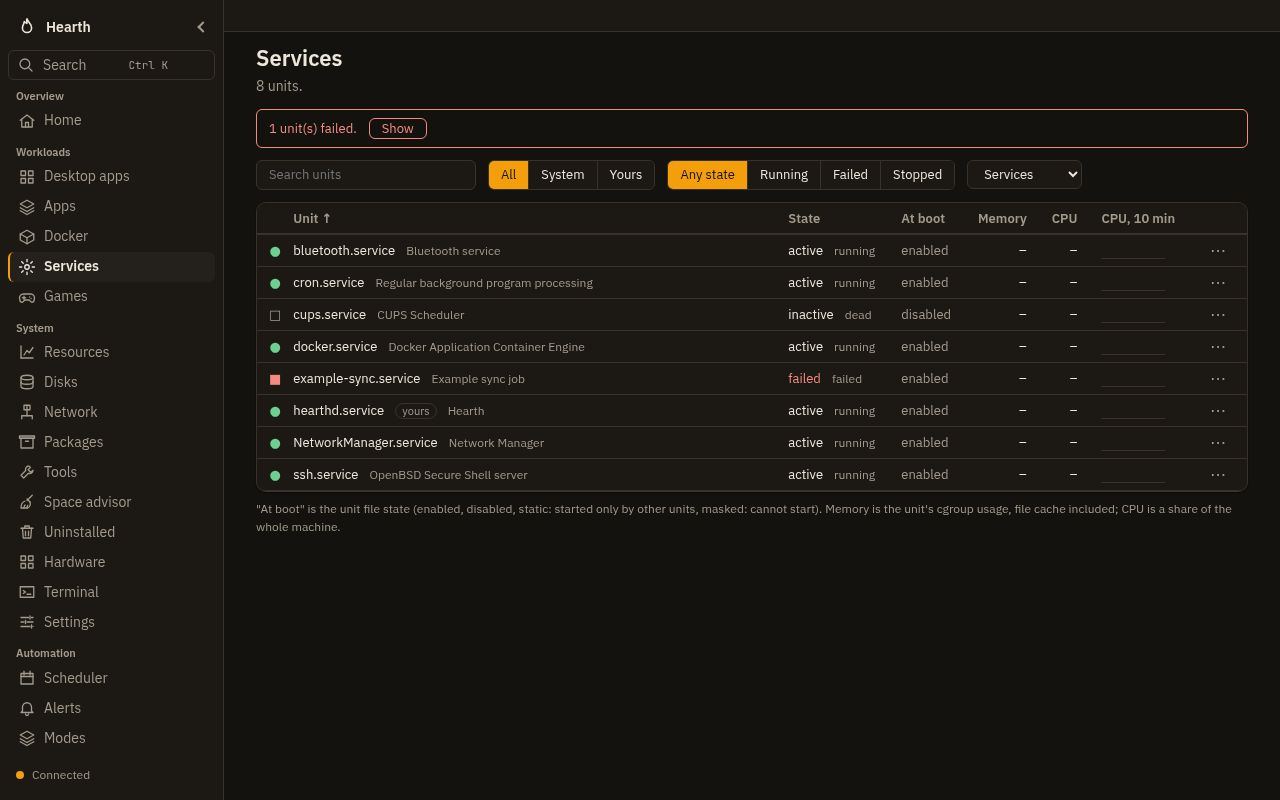 Hearth
Search Ctrl K
Overview
Home
Workloads
Desktop apps
Apps
Docker
Services
Games
System
Resources
Disks
Network
Packages
Tools
Space advisor
Uninstalled
Hardware
Terminal
Settings
Automation
Scheduler
Alerts
Modes
Connected
Services
8 units.
1 unit(s) failed. Show
Search units All System Yours Any state Running Failed Stopped Services
Unit ↑ State At boot Memory CPU CPU, 10 min
bluetooth.service Bluetooth service active running enabled – – ···
cron.service Regular background program processing active running enabled – – ···
cups.service CUPS Scheduler inactive dead disabled – – ···
docker.service Docker Application Container Engine active running enabled – – ···
example-sync.service Example sync job failed failed enabled – – ···
hearthd.service yours Hearth active running enabled – – ···
NetworkManager.service Network Manager active running enabled – – ···
ssh.service OpenBSD Secure Shell server active running enabled – – ···
"At boot" is the unit file state (enabled, disabled, static: started only by other units, masked: cannot start). Memory is the unit's cgroup usage, file cache included; CPU is a share of the
whole machine.